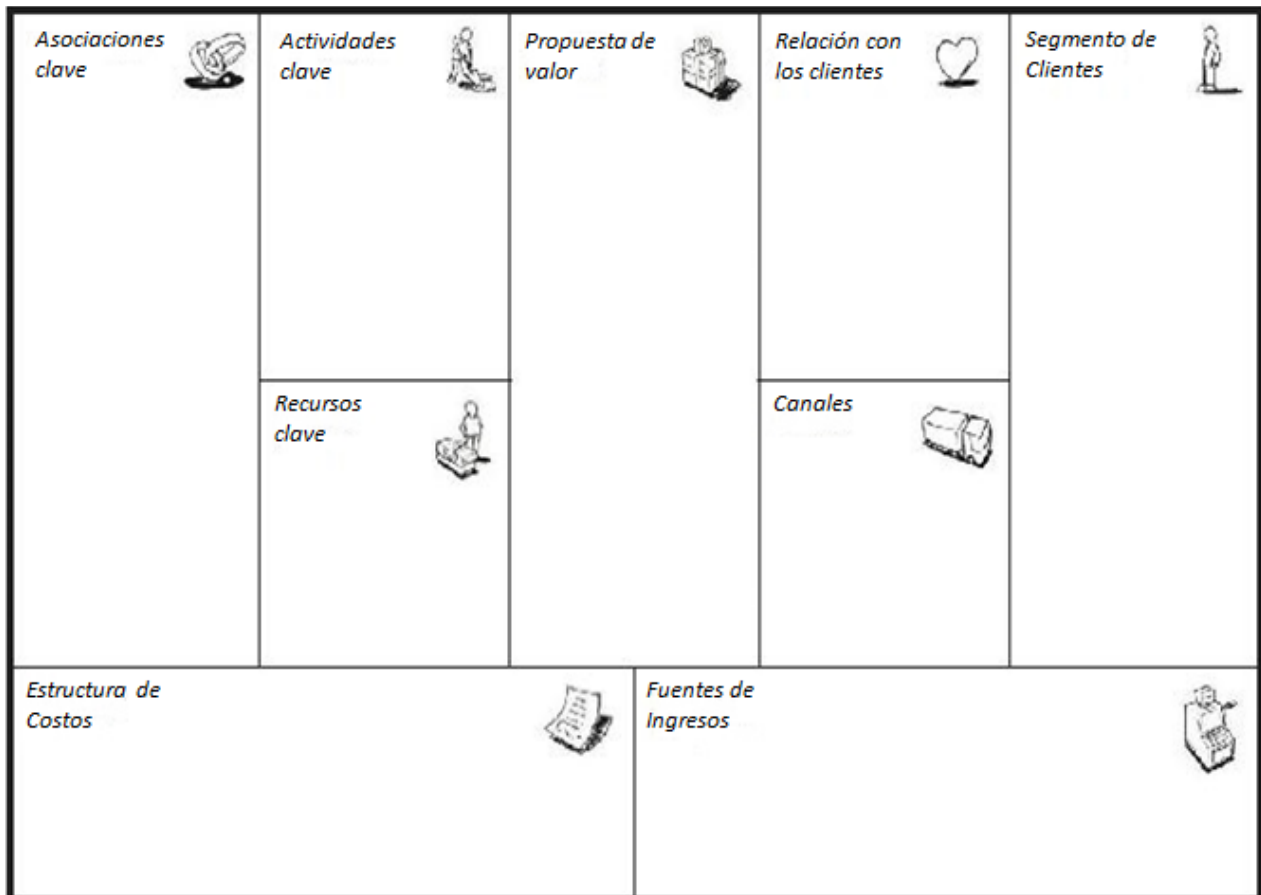 Asociaciones
clave
Actividades
clave
Propuesta de
valor
Relación con
los clientes
Segmento de
Clientes
Recursos
clave
Canales
Estructura de
Costos
Fuentes de
Ingresos